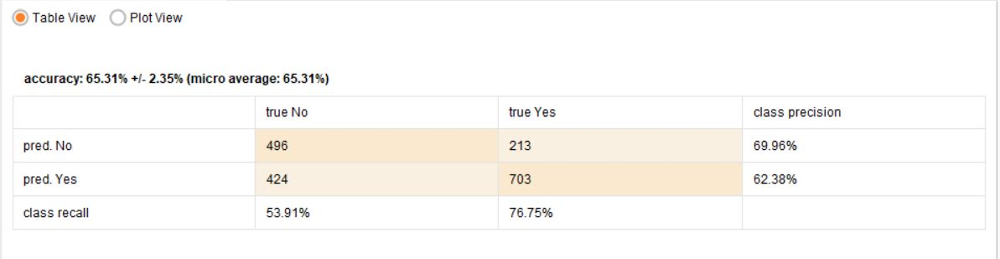 Table View Plot View
accuracy: 65.31% +/- 2.35% (micro average: 65.31%)
true No true Yes class precision
pred. No 496 213 69.96%
pred. Yes 424 703 62.38%
class recall 53.91% 76.75%